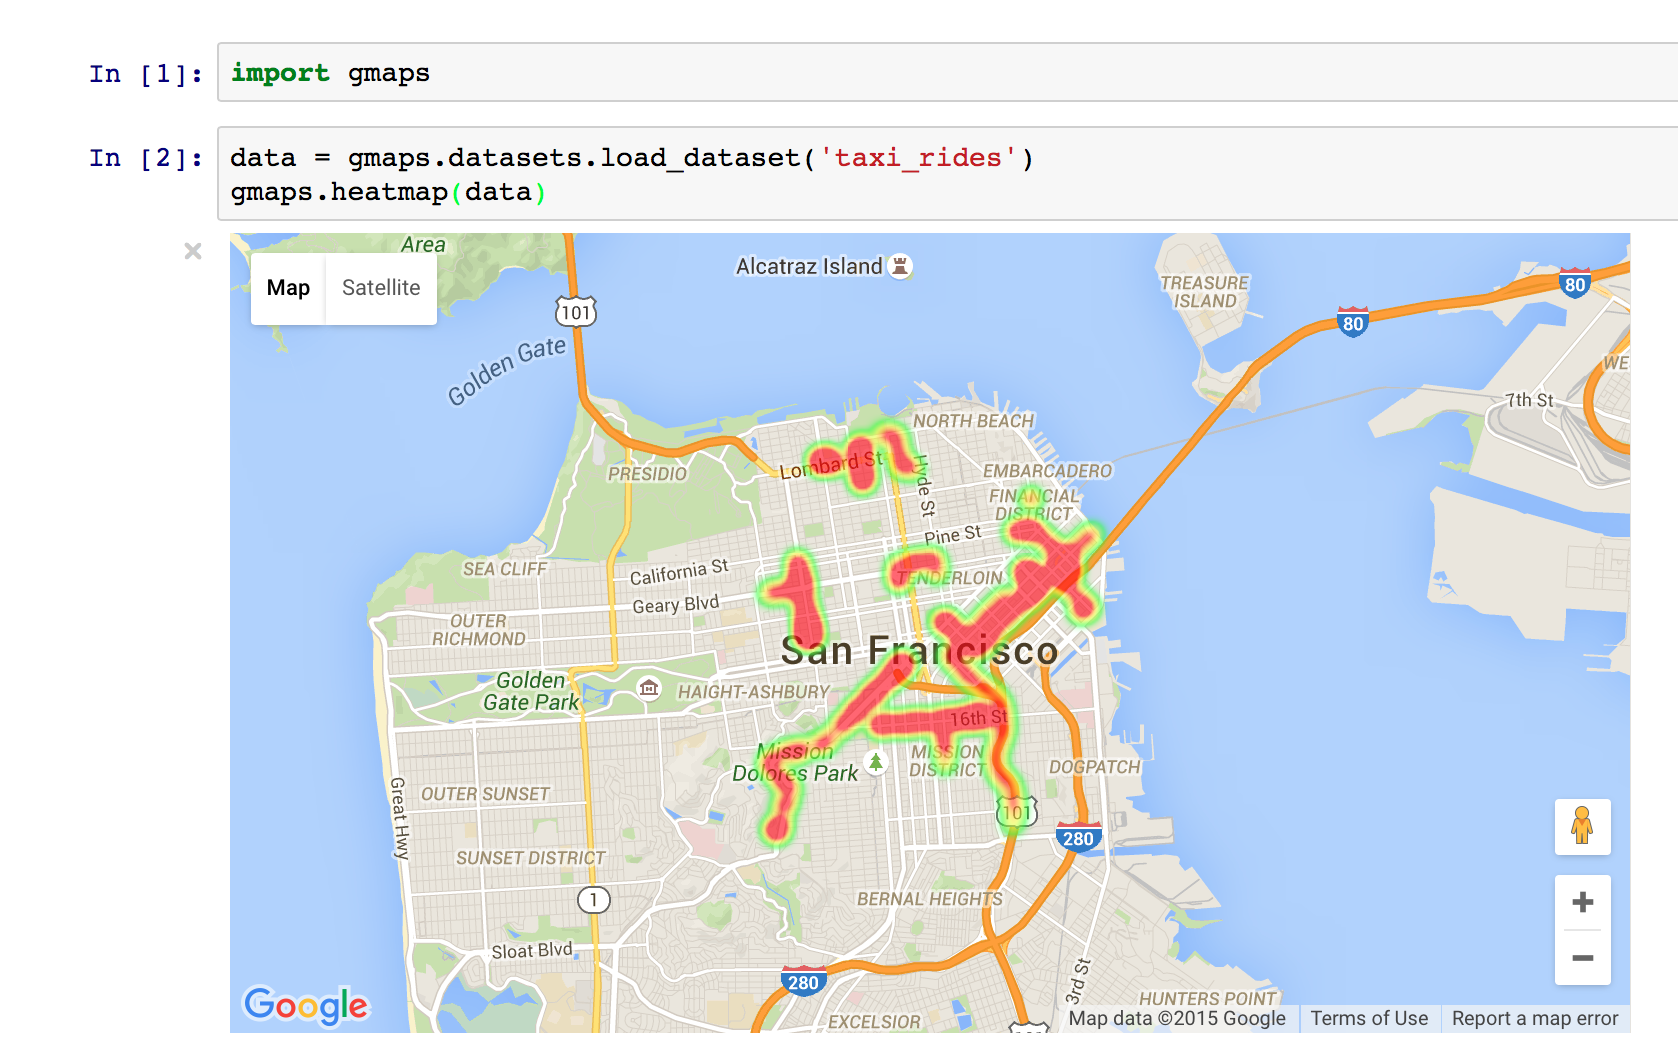 In [1]: import gmaps
In [2]: data = gmaps.datasets.load_dataset('taxi_rides')
gmaps.heatmap(data)
Area
Map Satellite
Alcatraz Island
TREASURE
ISLAND
80
80
101
Golden Gate
WE
7th St
NORTH BEACH
Lombard St
PRESIDIO
Hyde St
EMBARCADERO
FINANCIAL
DISTRICT
Pine St
SEA CLIFF
California St
TENDERLOIN
Geary Blvd
OUTER
RICHMOND
San Francisco
Golden
Gate Park
HAIGHT-ASHBURY
16th St
Mission
Dolores Park
MISSION
DISTRICT
DOGPATCH
Great Hwy
OUTER SUNSET
101
280
SUNSET DISTRICT
1
BERNAL HEIGHTS
Sloat Blvd
280
3rd St
HUNTERS POINT
Google
EXCELSIOR
101
Map data ©2015 Google
Terms of Use
Report a map error